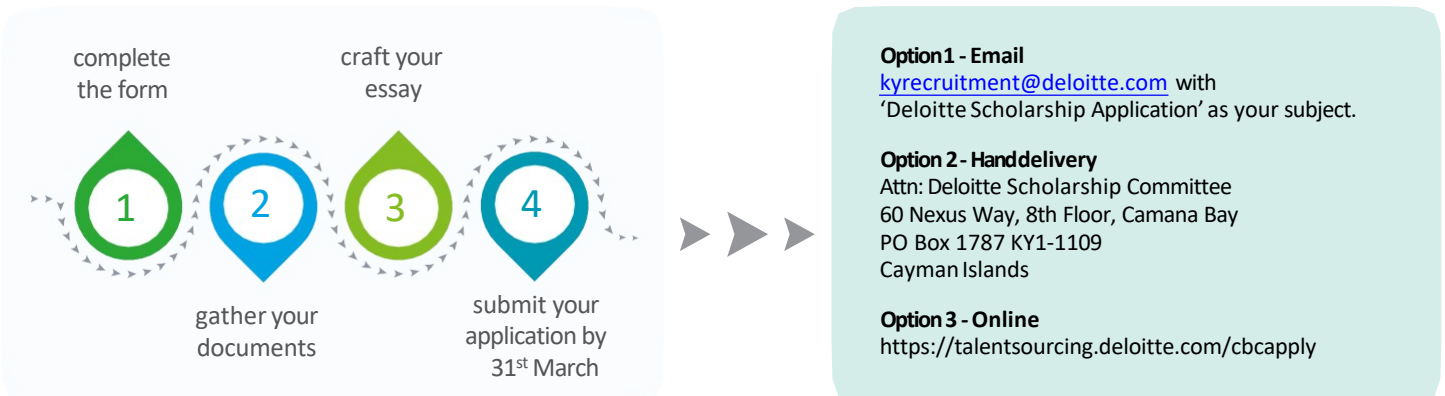 complete
the form
craft your
essay
1
2
3
4
gather your
documents
submit your
application by
31st March
Option 1 - Email
kyrecruitment@deloitte.com with
‘Deloitte Scholarship Application’ as your subject.
Option 2 - Hand delivery
Attn: Deloitte Scholarship Committee
60 Nexus Way, 8th Floor, Camana Bay
PO Box 1787 KY1-1109
Cayman Islands
Option 3 - Online
https://talentsourcing.deloitte.com/cbcapply